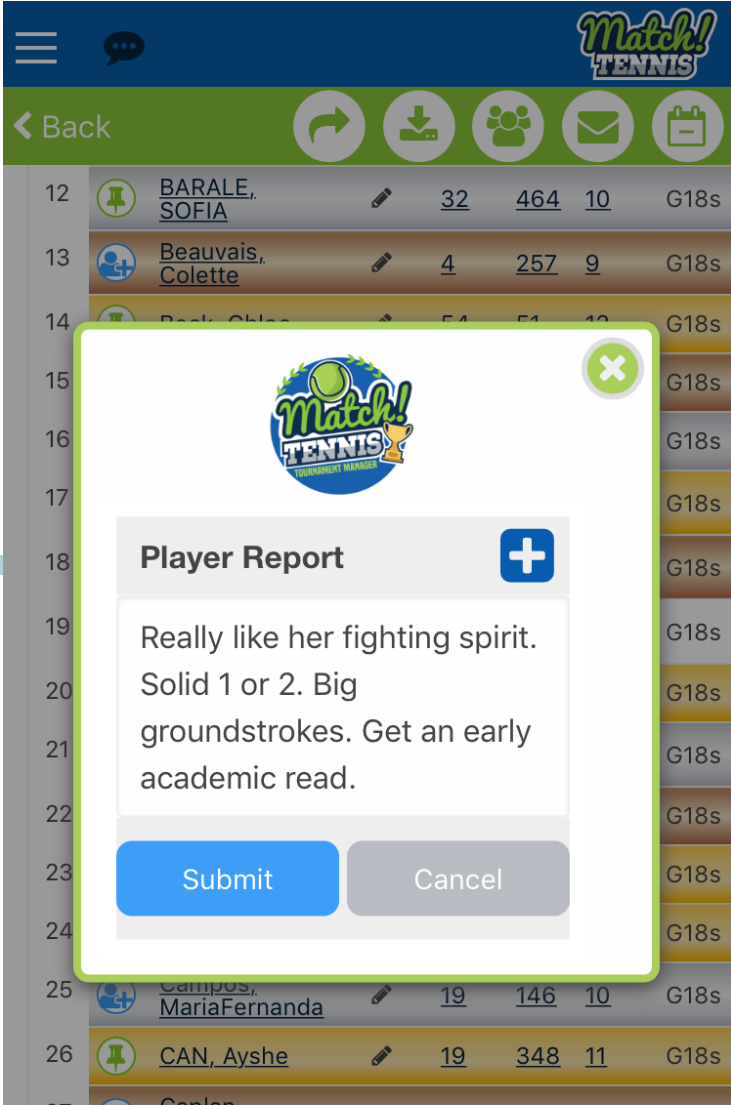 Match!
TENNIS
Back
12 BARALE, SOFIA 32 464 10 G18s
13 Beauvais, Colette 4 257 9 G18s
14 G18s
15 G18s
16 G18s
17 G18s
18 G18s
19 G18s
20 G18s
21 G18s
22 G18s
23 G18s
24 G18s
Match!
TENNIS
TOURNAMENT MANAGER
Player Report
Really like her fighting spirit.
Solid 1 or 2. Big
groundstrokes. Get an early
academic read.
Submit Cancel
25 Campos, MariaFernanda 19 146 10 G18s
26 CAN, Ayshe 19 348 11 G18s